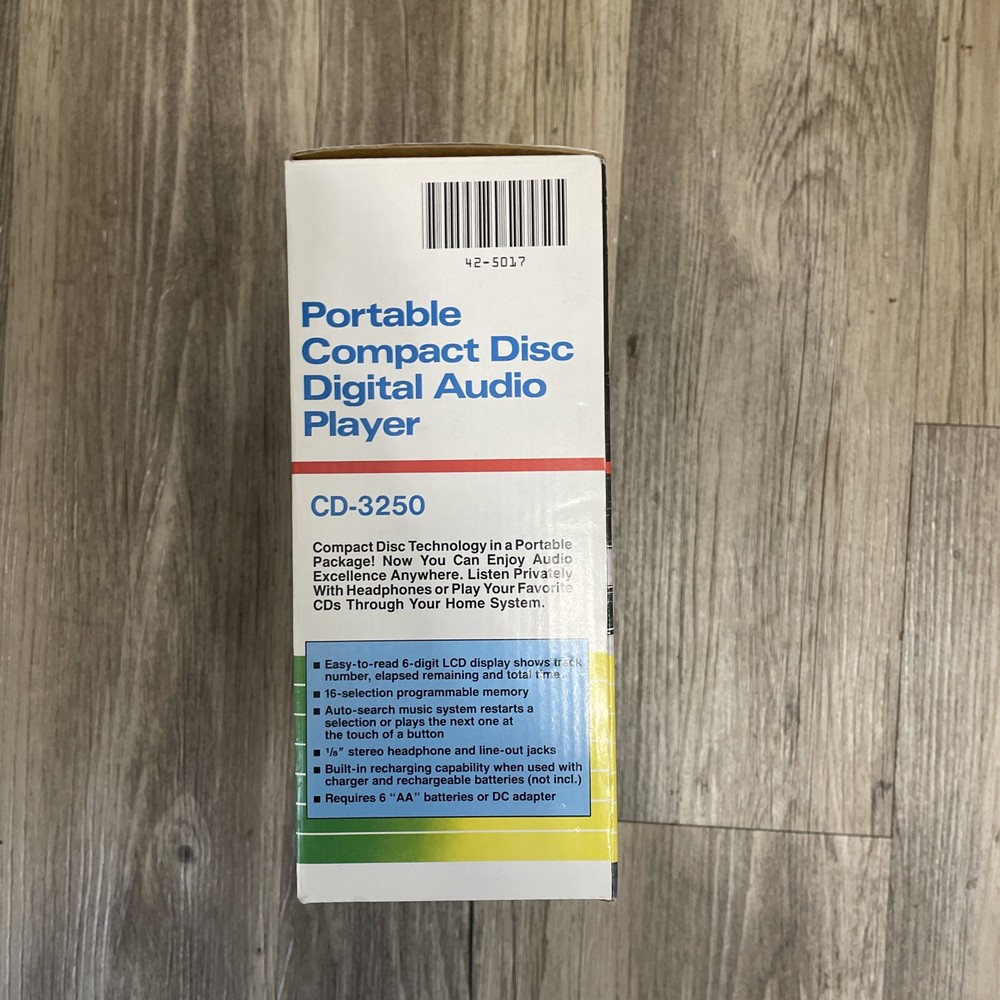 42-5017
Portable
Compact Disc
Digital Audio
Player
CD-3250
Compact Disc Technology in a Portable
Package! Now You Can Enjoy Audio
Excellence Anywhere. Listen Privately
With Headphones or Play Your Favorite
CDs Through Your Home System.
■ Easy-to-read 6-digit LCD display shows track
number, elapsed remaining and total time.
■ 16-selection programmable memory
■ Auto-search music system restarts a
selection or plays the next one at
the touch of a button
■ 1/8" stereo headphone and line-out jacks
■ Built-in recharging capability when used with
charger and rechargeable batteries (not incl.)
■ Requires 6 “AA” batteries or DC adapter